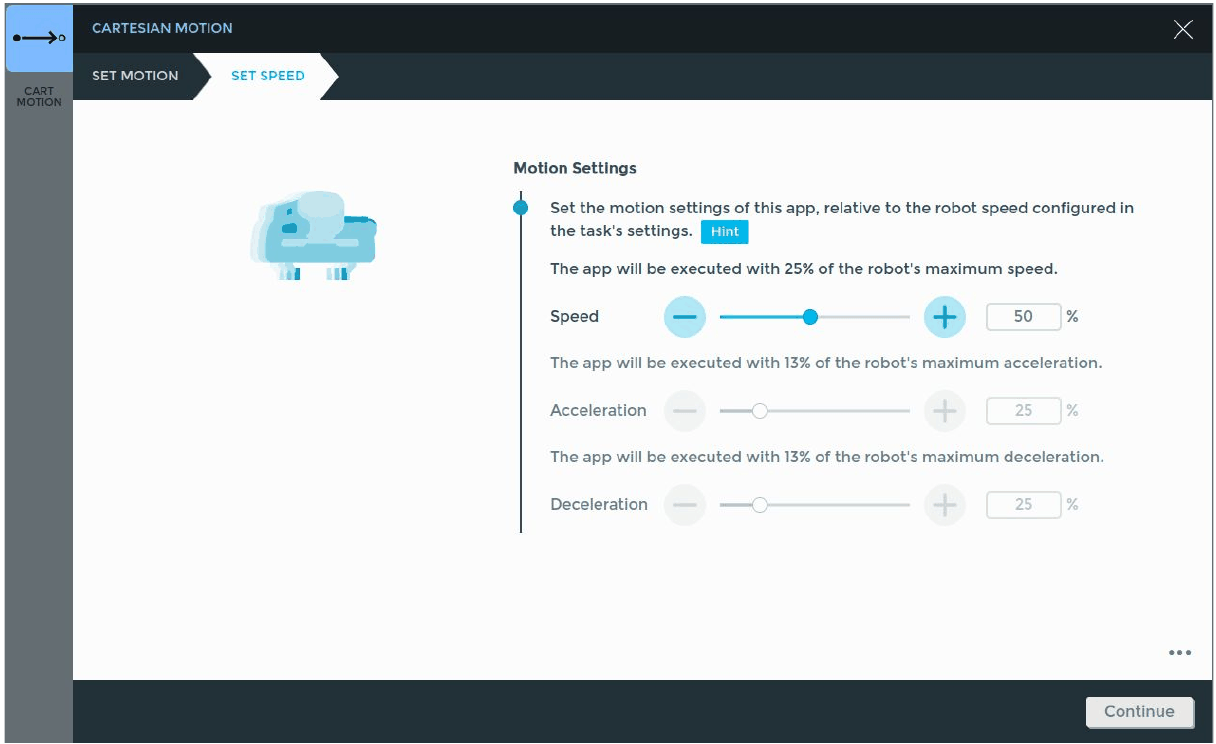 CARTESIAN MOTION
SET MOTION
SET SPEED
CART
MOTION
Motion Settings
Set the motion settings of this app, relative to the robot speed configured in
the task's settings. Hint
The app will be executed with 25% of the robot's maximum speed.
Speed 50 %
The app will be executed with 13% of the robot's maximum acceleration.
Acceleration 25 %
The app will be executed with 13% of the robot's maximum deceleration.
Deceleration 25 %
Continue